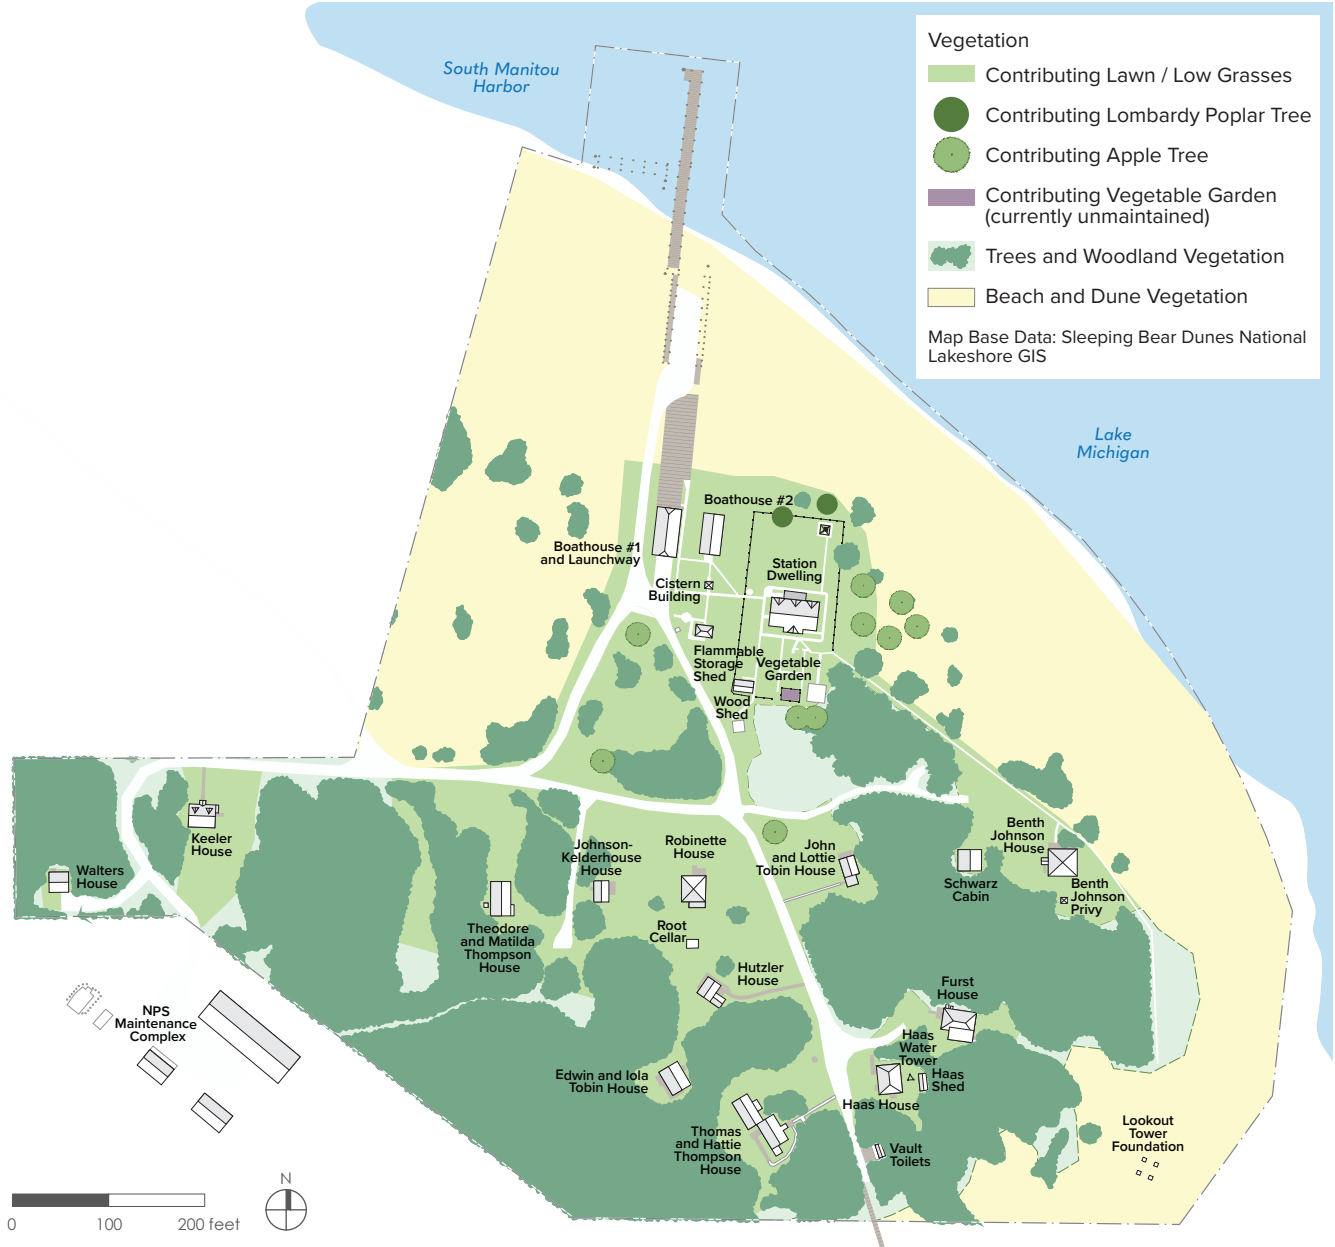 South Manitou
Harbor
Vegetation
Contributing Lawn / Low Grasses
Contributing Lombardy Poplar Tree
Contributing Apple Tree
Contributing Vegetable Garden
(currently unmaintained)
Trees and Woodland Vegetation
Beach and Dune Vegetation
Map Base Data: Sleeping Bear Dunes National
Lakeshore GIS
Lake
Michigan
Boathouse #2
Boathouse #1
and Launchway
Station
Dwelling
Cistern
Building
Flammable
Storage
Shed
Vegetable
Garden
Wood
Shed
Keeler
House
Walters
House
Johnson-
Kelderhouse
House
Robinette
House
John
and Lottie
Tobin House
Benth
Johnson
House
Schwarz
Cabin
Benth
Johnson
Privy
Theodore
and Matilda
Thompson
House
Root
Cellar
Hutzler
House
Furst
House
NPS
Maintenance
Complex
Haas
Water
Tower
Haas
Shed
Haas House
Edwin and Iola
Tobin House
Thomas
and Hattie
Thompson
House
Vault
Toilets
Lookout
Tower
Foundation
N
0 100 200 feet